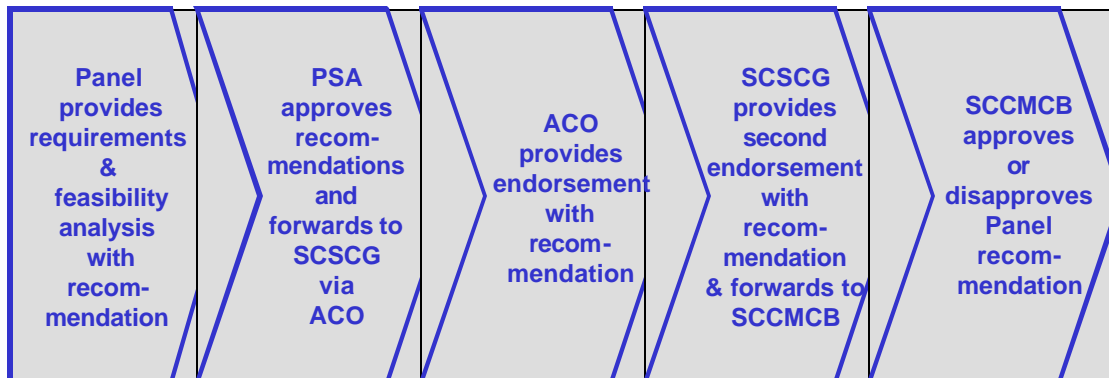 Panel
provides
requirements
&
feasibility
analysis
with
recom-
mendation
PSA
approves
recom-
mendations
and
forwards to
SCSCG
via
ACO
ACO
provides
endorsement
with
recom-
mendation
SCSCG
provides
second
endorsement
with
recom-
mendation
& forwards to
SCCMCB
SCCMCB
approves
or
disapproves
Panel
recom-
mendation